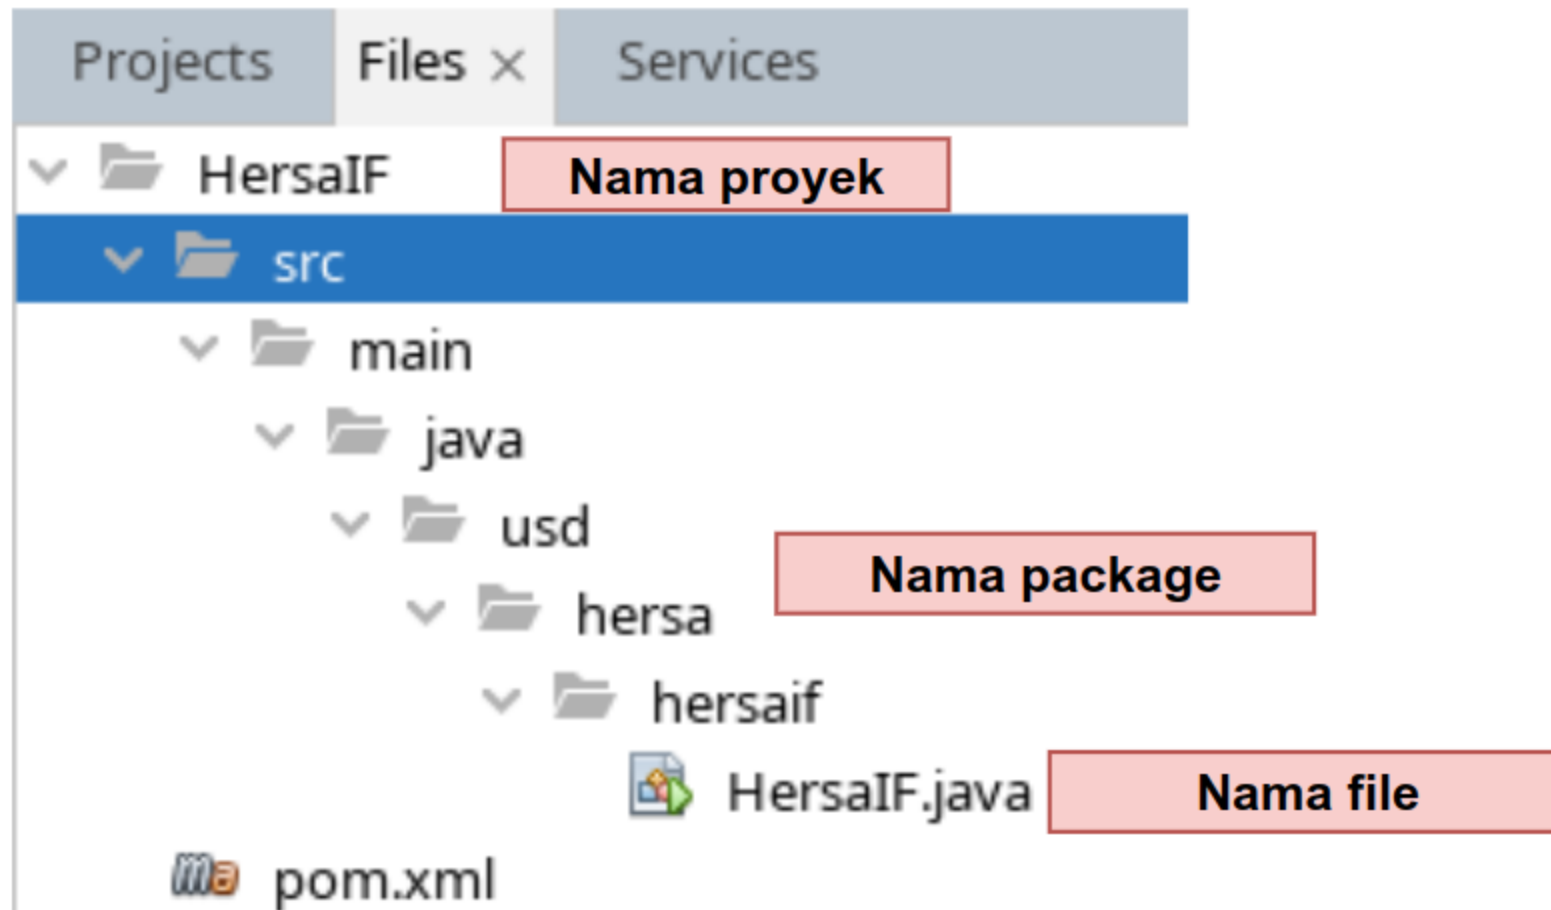 Projects Files Services
HersaIF Nama proyek
src
main
java
usd
Nama package
hersa
hersaif
HersaIF.java Nama file
pom.xml